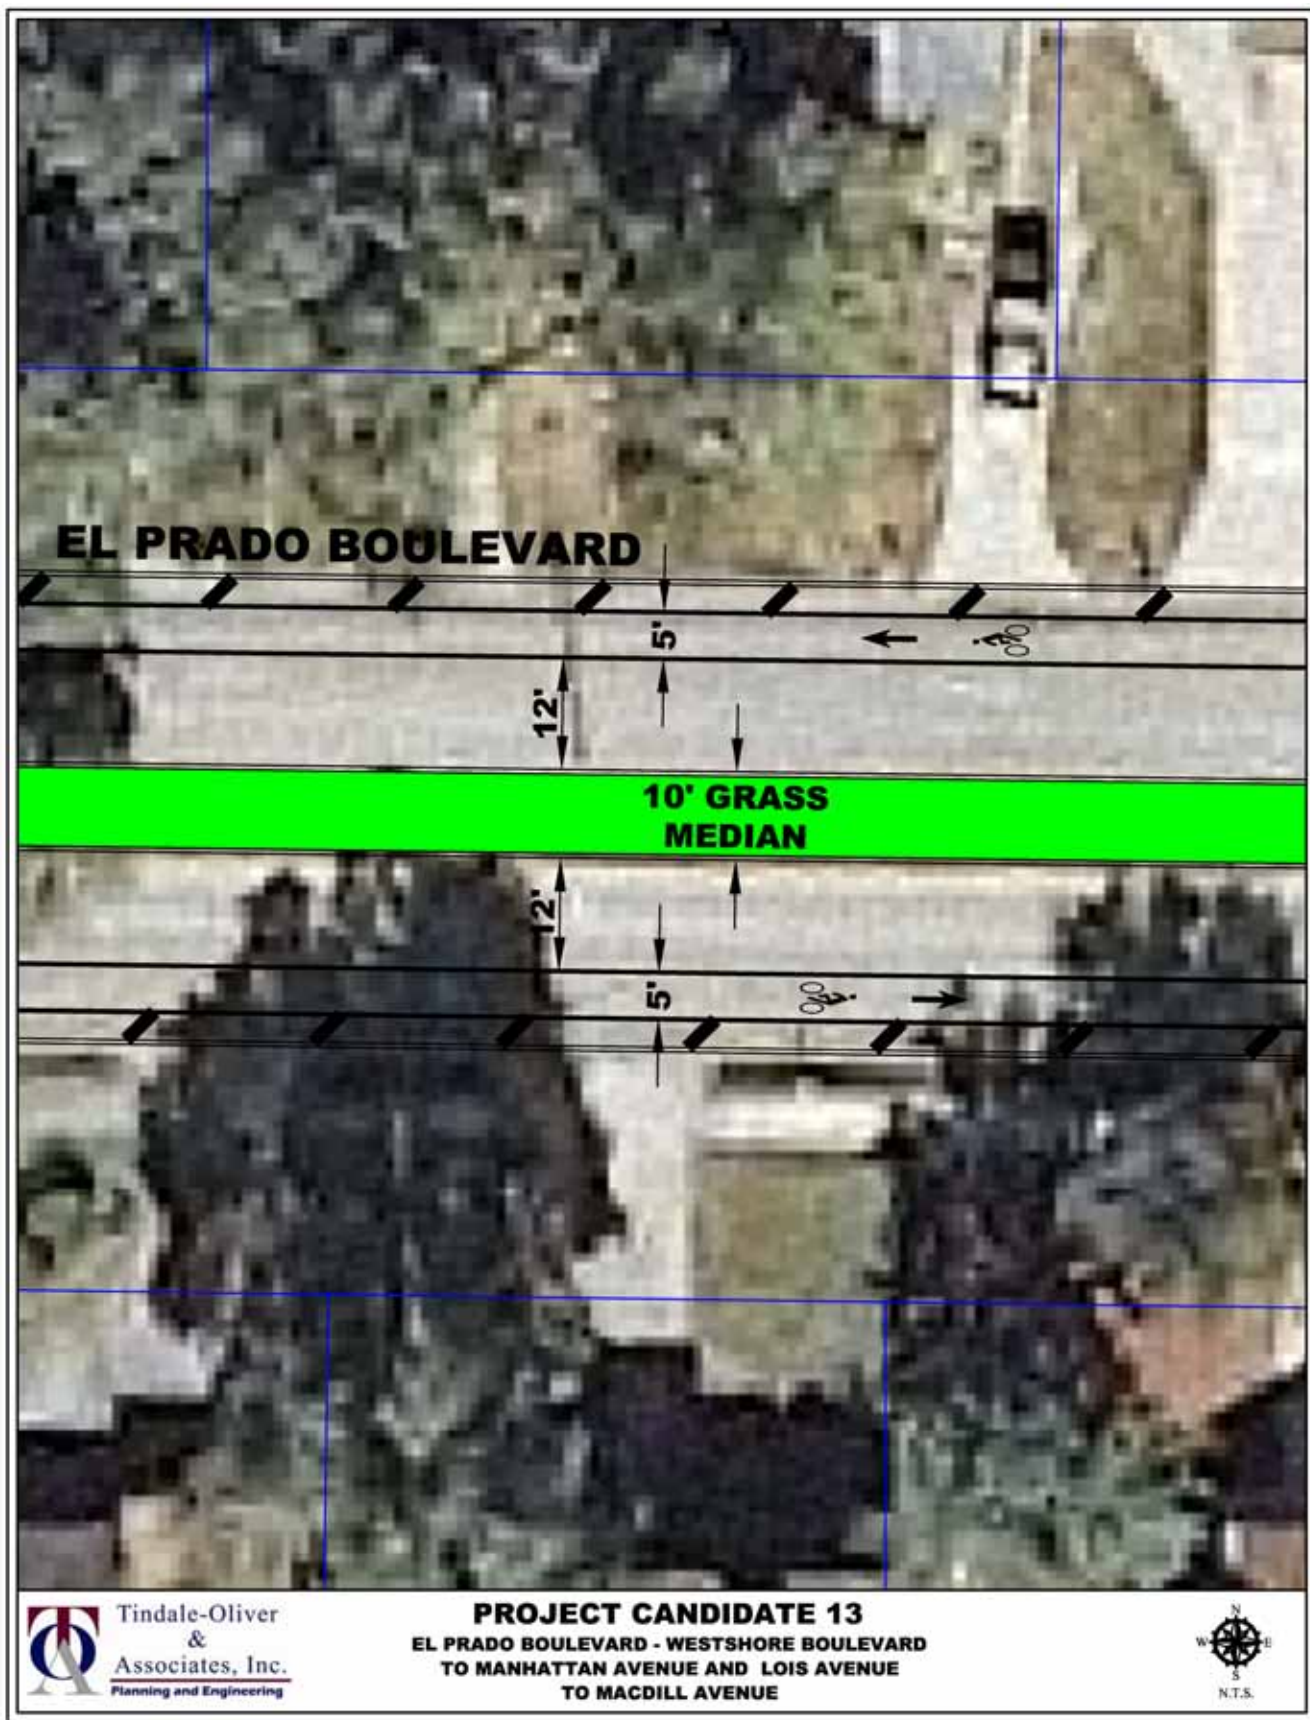 EL PRADO BOULEVARD
5'
12'
10' GRASS
MEDIAN
12'
5'
Tindale-Oliver
&
Associates, Inc.
Planning and Engineering
PROJECT CANDIDATE 13
EL PRADO BOULEVARD - WESTSHORE BOULEVARD
TO MANHATTAN AVENUE AND LOIS AVENUE
TO MACDILL AVENUE
N
W E
S
N.T.S.